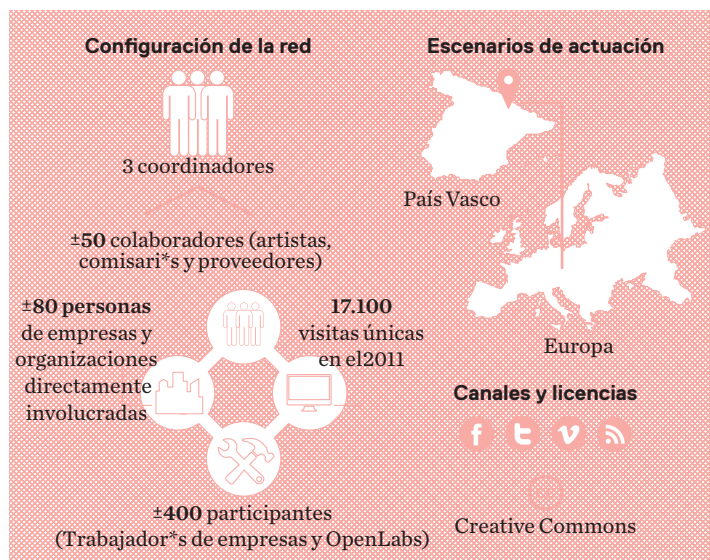 Configuración de la red
3 coordinadores
±50 colaboradores (artistas,
comisari*s y proveedores)
±80 personas
de empresas y
organizaciones
directamente
involucradas
17.100
visitas únicas
en el2011
±400 participantes
(Trabajador*s de empresas y OpenLabs)
Escenarios de actuación
País Vasco
Europa
Canales y licencias
Creative Commons